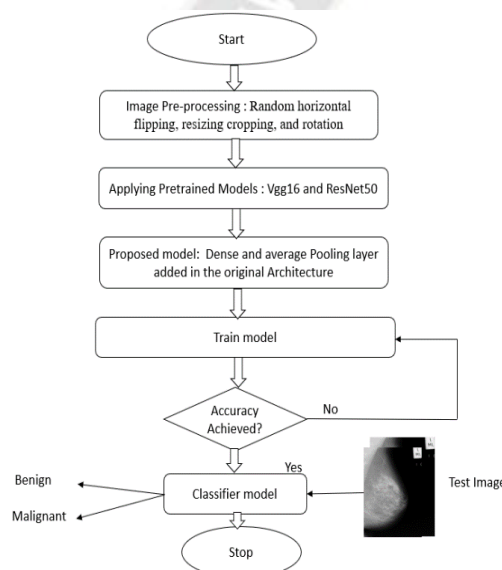 Start
Image Pre-processing : Random horizontal
flipping, resizing cropping, and rotation
Applying Pretrained Models : Vgg16 and ResNet50
Proposed model: Dense and average Pooling layer
added in the original Architecture
Train model
Accuracy
Achieved?
No
Yes
Benign
Malignant
Classifier model
Test Image
Stop